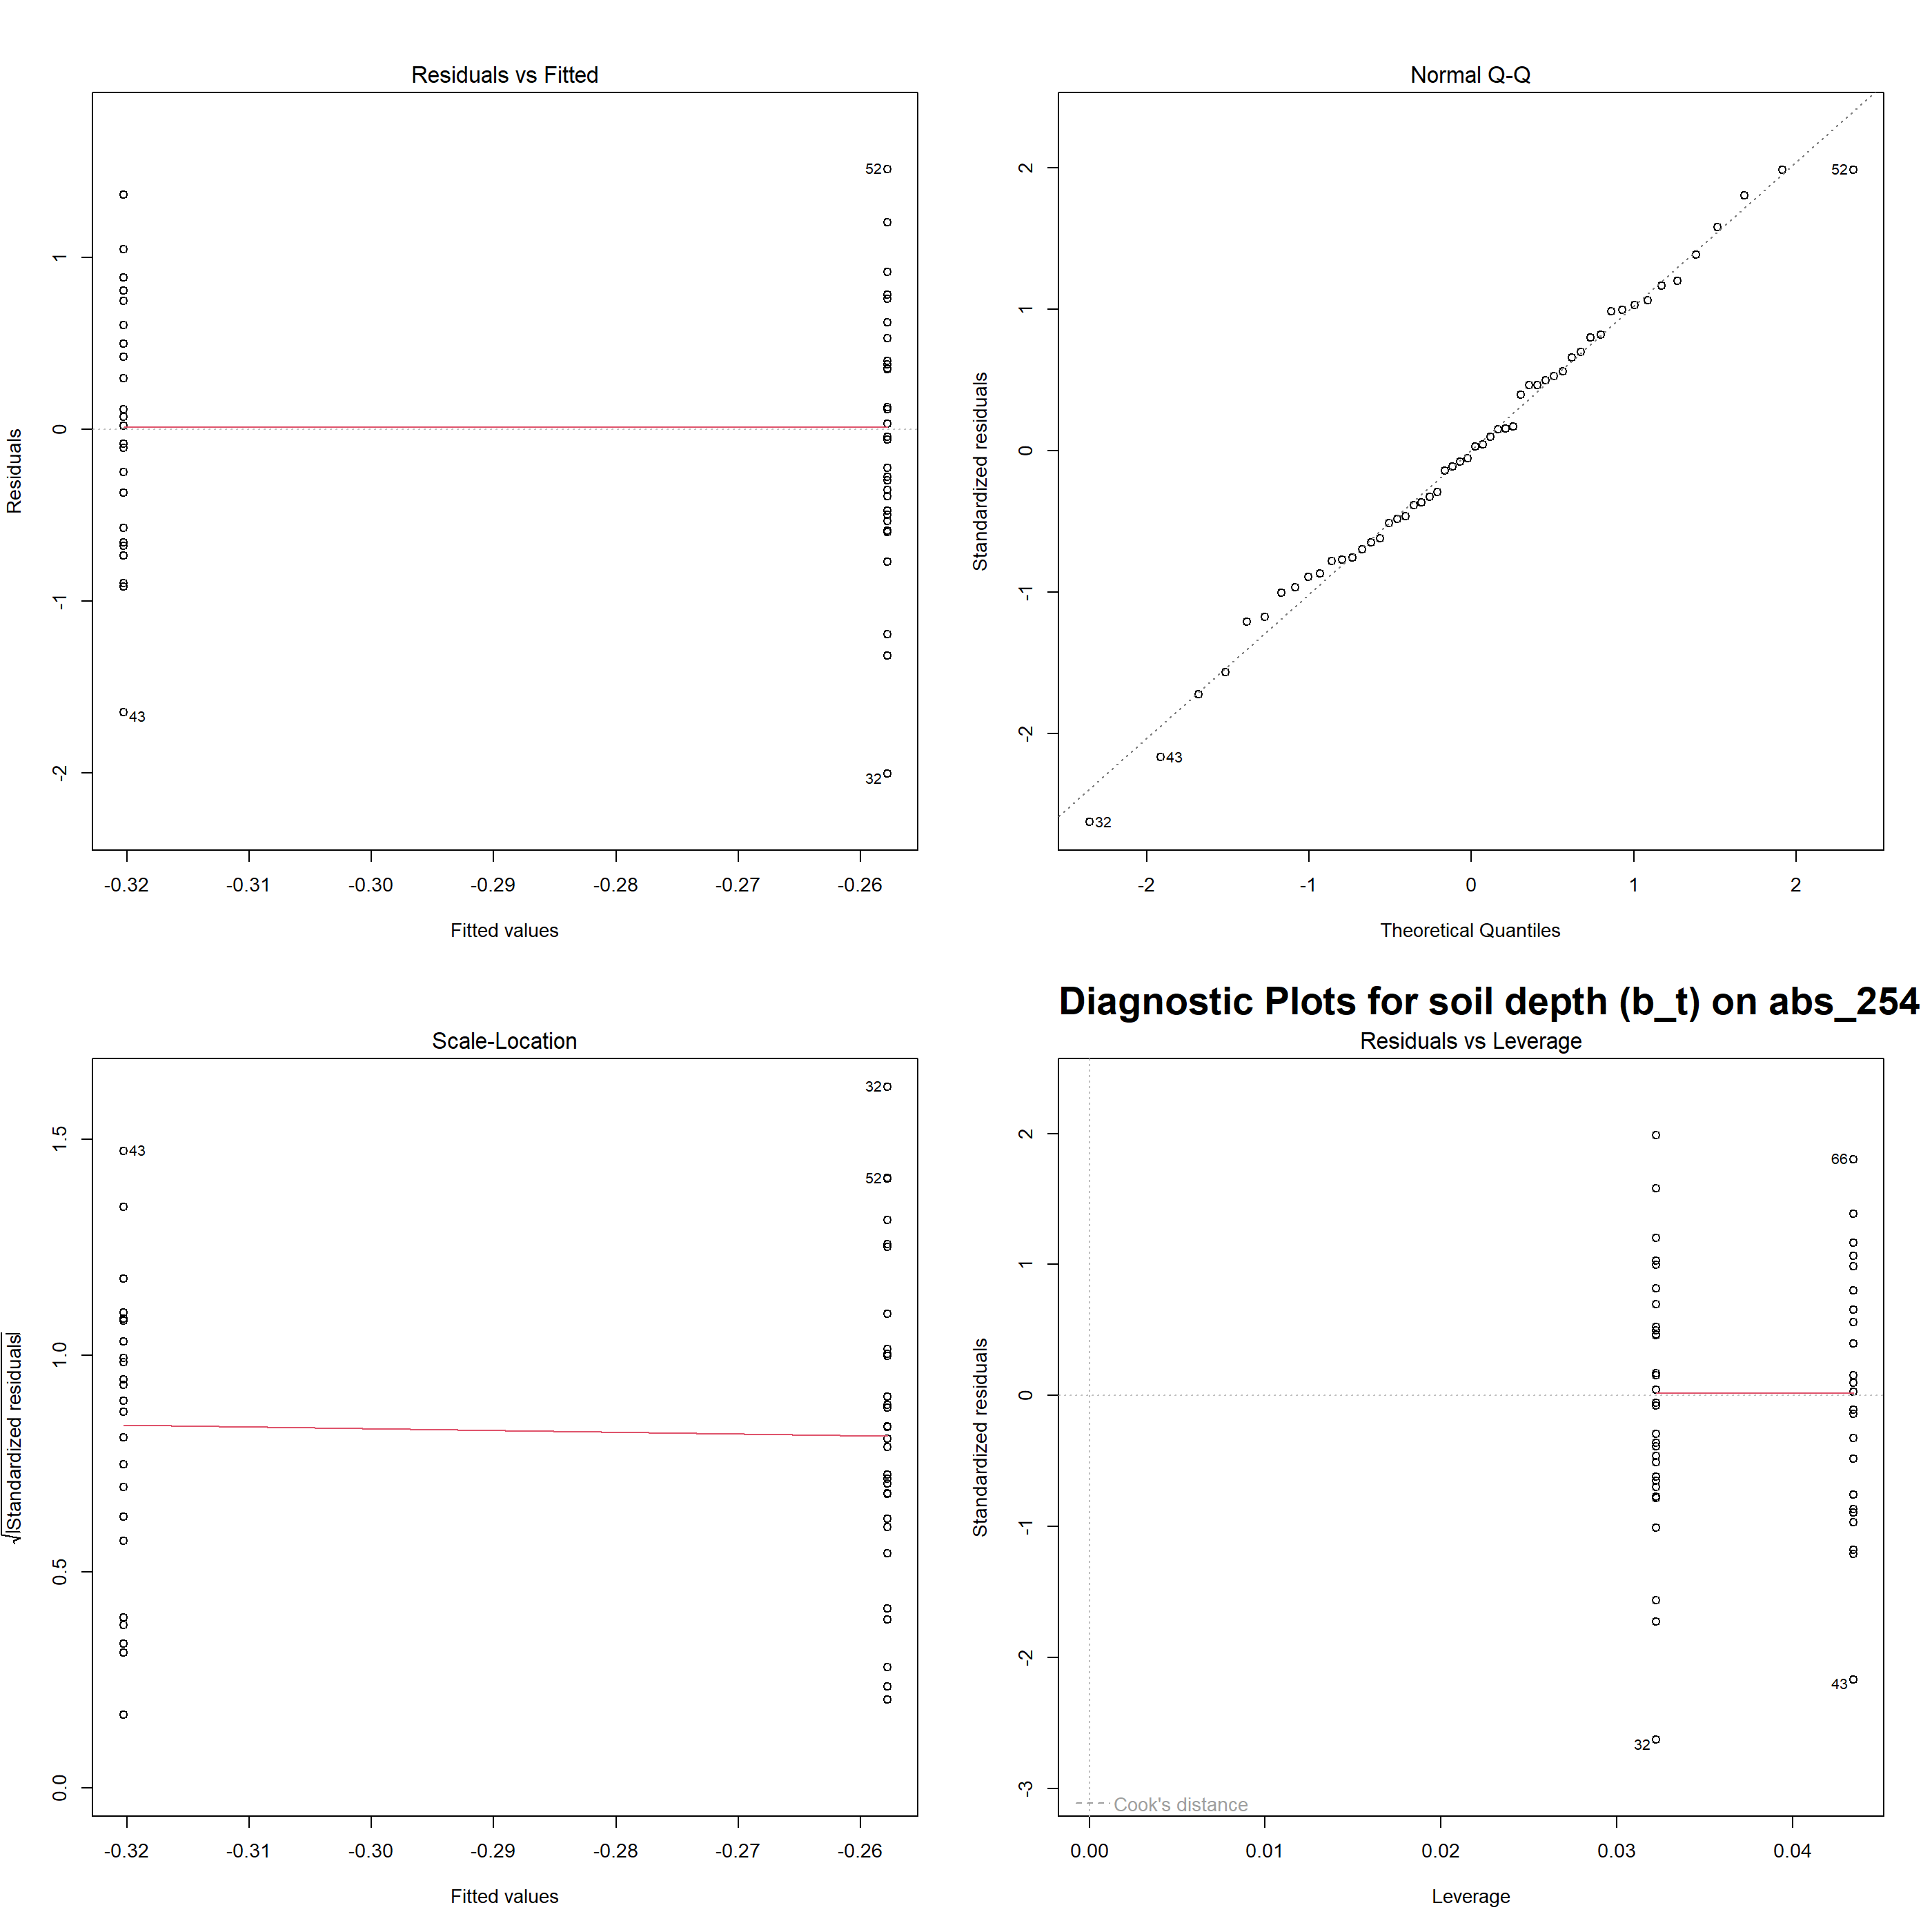 Residuals vs Fitted
Residuals
1
0
-1
-2
52
43
32
-0.32 -0.31 -0.30 -0.29 -0.28 -0.27 -0.26
Fitted values
Normal Q-Q
Standardized residuals
2
1
0
-1
-2
52
43
32
-2 -1 0 1 2
Theoretical Quantiles
Scale-Location
√|Standardized residuals|
1.5
1.0
0.5
0.0
32
43
52
-0.32 -0.31 -0.30 -0.29 -0.28 -0.27 -0.26
Fitted values
Diagnostic Plots for soil depth (b_t) on abs_254
Residuals vs Leverage
Standardized residuals
2
1
0
-1
-2
-3
66
43
32
Cook's distance
0.00 0.01 0.02 0.03 0.04
Leverage